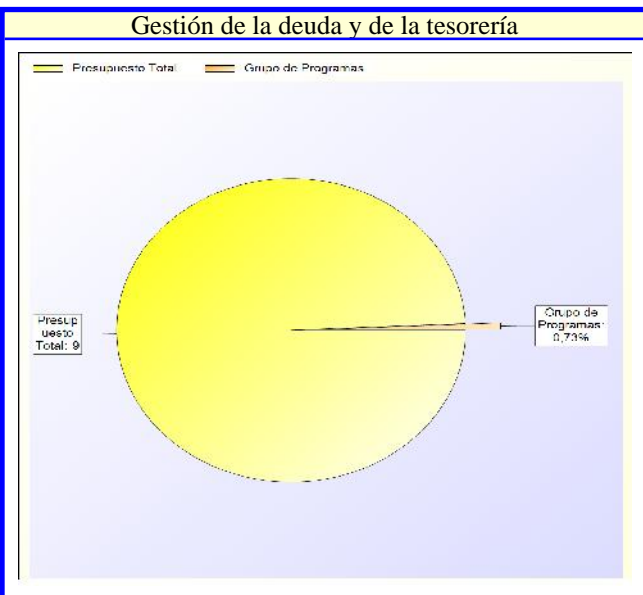 Gestión de la deuda y de la tesorería
Presupuesto Total Grupo de Programas
Presup
uesto
Total: 9
Grupo de
Programas:
0,73%